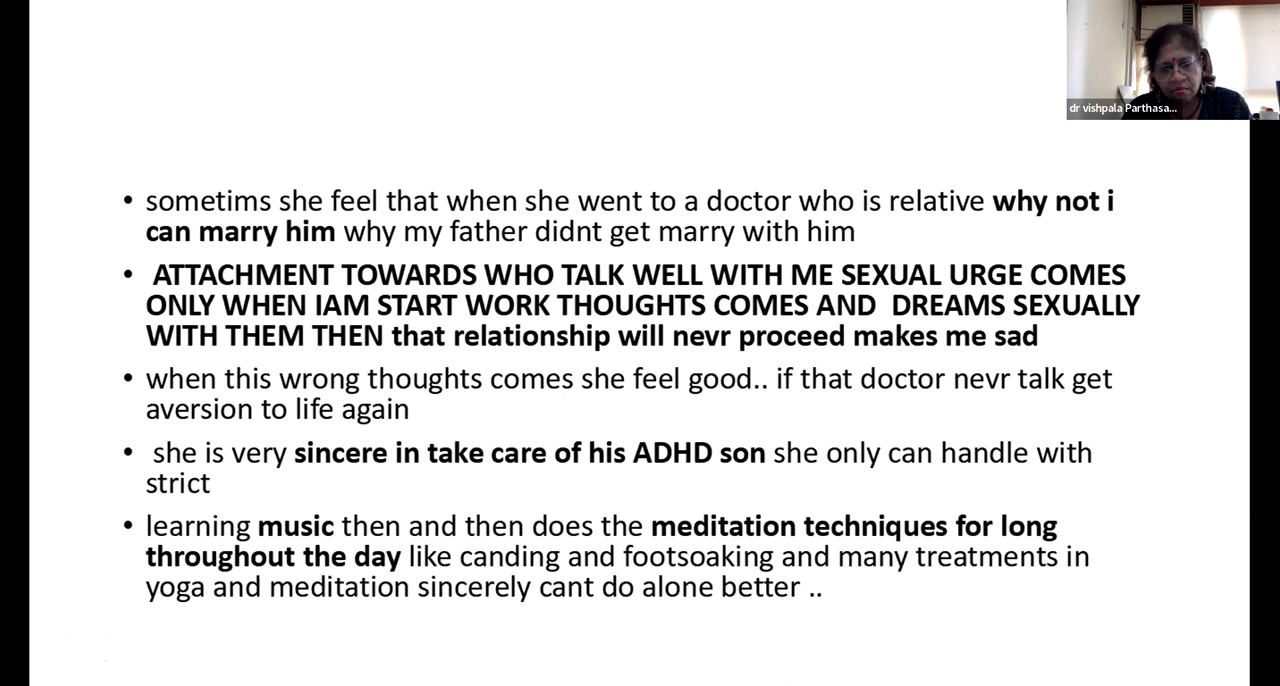 dr vishpala Parthasa...
• sometims she feel that when she went to a doctor who is relative why not i
can marry him why my father didnt get marry with him
• ATTACHMENT TOWARDS WHO TALK WELL WITH ME SEXUAL URGE COMES
ONLY WHEN IAM START WORK THOUGHTS COMES AND DREAMS SEXUALLY
WITH THEM THEN that relationship will nevr proceed makes me sad
• when this wrong thoughts comes she feel good.. if that doctor nevr talk get
aversion to life again
• she is very sincere in take care of his ADHD son she only can handle with
strict
• learning music then and then does the meditation techniques for long
throughout the day like canding and footsoaking and many treatments in
yoga and meditation sincerely cant do alone better ..